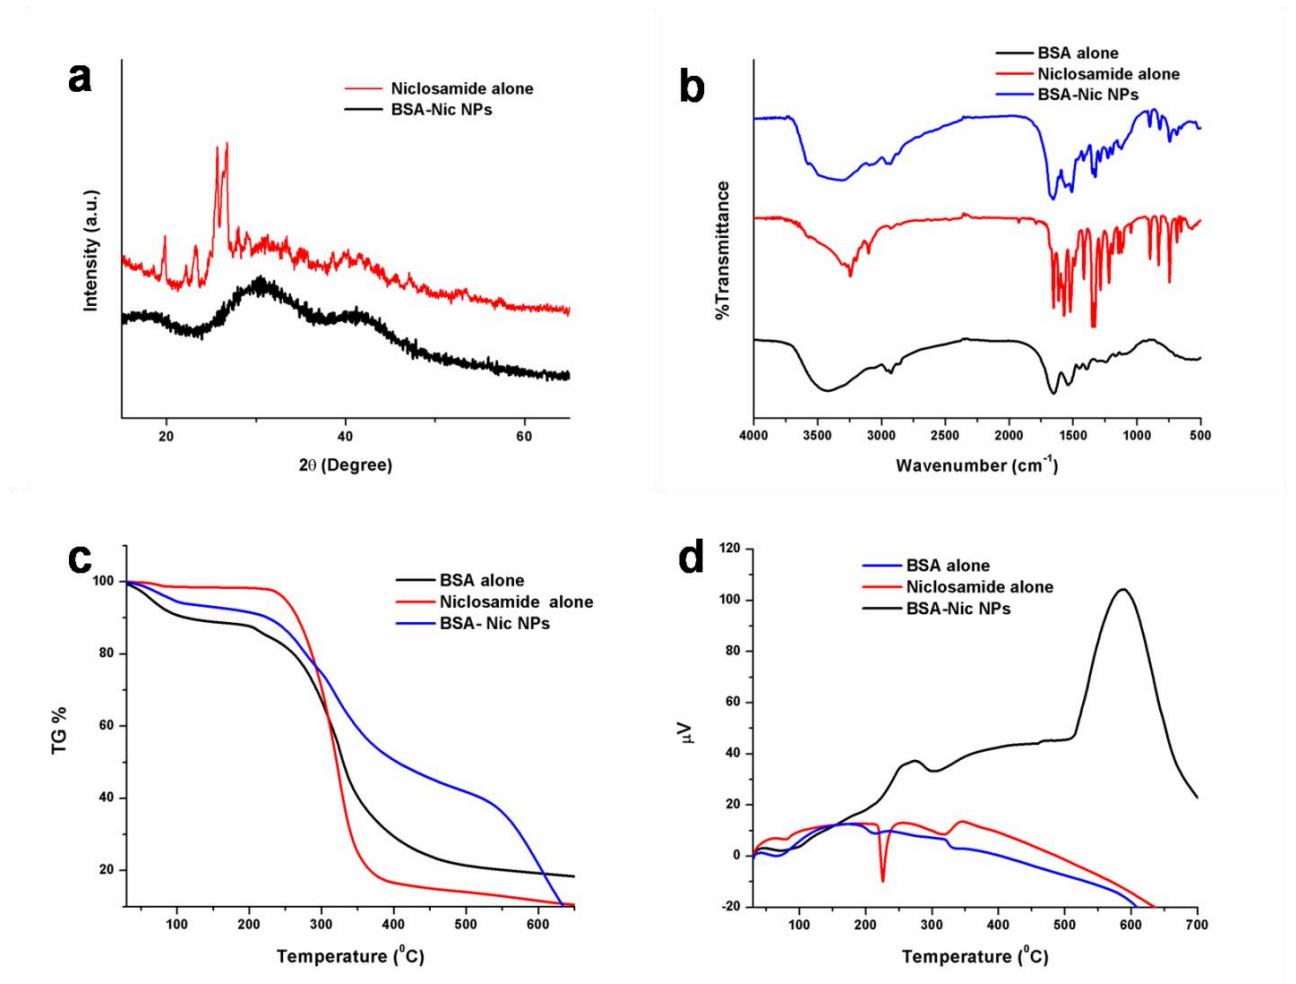 a
Niclosamide alone
BSA-Nic NPs
Intensity (a.u.)
20
40
60
2θ (Degree)
b
BSA alone
Niclosamide alone
BSA-Nic NPs
%Transmittance
4000
3500
3000
2500
2000
1500
1000
500
Wavenumber (cm⁻¹)
c
BSA alone
Niclosamide alone
BSA- Nic NPs
TG %
100
80
60
40
20
100
200
300
400
500
600
Temperature (⁰C)
d
BSA alone
Niclosamide alone
BSA-Nic NPs
μV
120
100
80
60
40
20
0
-20
100
200
300
400
500
600
700
Temperature (⁰C)